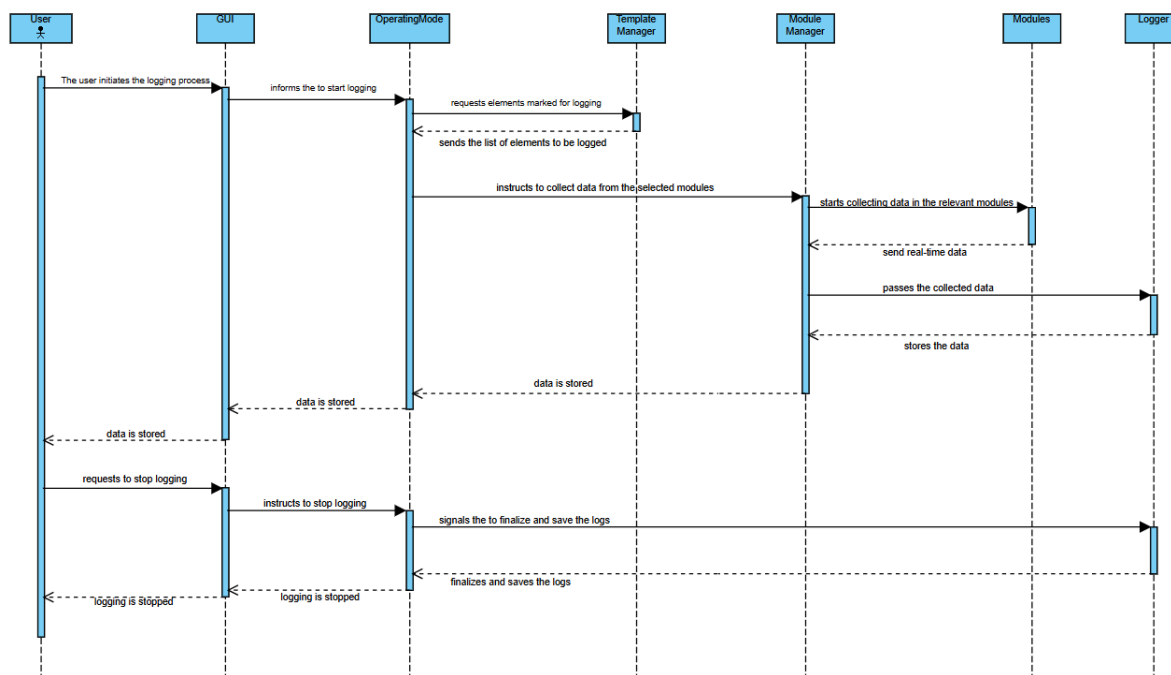 User
GUI
OperatingMode
Template
Manager
Module
Manager
Modules
Logger
The user initiates the logging process
informs the to start logging
requests elements marked for logging
sends the list of elements to be logged
instructs to collect data from the selected modules
starts collecting data in the relevant modules
send real-time data
passes the collected data
stores the data
data is stored
data is stored
data is stored
requests to stop logging
instructs to stop logging
signals the to finalize and save the logs
finalizes and saves the logs
logging is stopped
logging is stopped